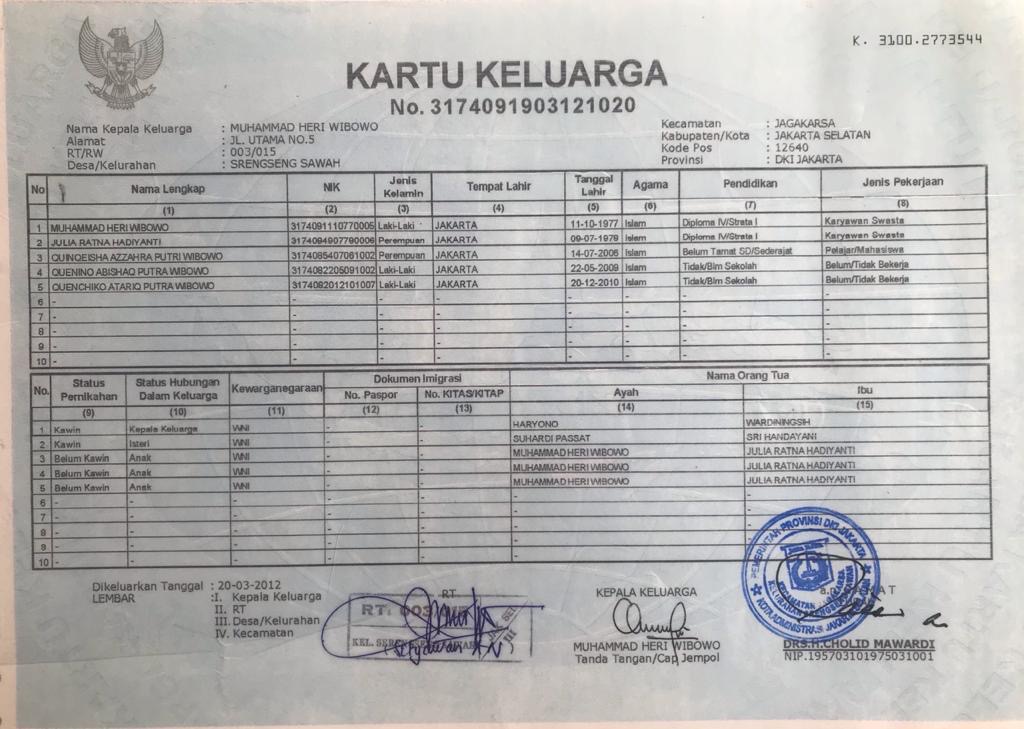 K. 3100.2773544
KARTU KELUARGA
No. 3174091903121020
Nama Kepala Keluarga : MUHAMMAD HERI WIBOWO
Alamat : JL. UTAMA NO.5
RT/RW : 003/015
Desa/Kelurahan : SRENGSENG SAWAH
Kecamatan : JAGAKARSA
Kabupaten/Kota : JAKARTA SELATAN
Kode Pos : 12640
Provinsi : DKI JAKARTA
No Nama Lengkap NIK Jenis Kelamin Tempat Lahir Tanggal Lahir Agama Pendidikan Jenis Pekerjaan
(1) (2) (3) (4) (5) (6) (7) (8)
1 MUHAMMAD HERI WIBOWO 3174091110770005 Laki-Laki JAKARTA 11-10-1977 Islam Diploma IV/Strata I Karyawan Swasta
2 JULIA RATNA HADIYANTI 3174094907790006 Perempuan JAKARTA 09-07-1979 Islam Diploma IV/Strata I Karyawan Swasta
3 QUINQEISHA AZZAHRA PUTRI WIBOWO 3174085407061002 Perempuan JAKARTA 14-07-2006 Islam Belum Tamat SD/Sederajat Pelajar/Mahasiswa
4 QUENINO ABISHAQ PUTRA WIBOWO 3174082205091002 Laki-Laki JAKARTA 22-05-2009 Islam Tidak/Blm Sekolah Belum/Tidak Bekerja
5 QUENCHIKO ATARIQ PUTRA WIBOWO 3174082012101007 Laki-Laki JAKARTA 20-12-2010 Islam Tidak/Blm Sekolah Belum/Tidak Bekerja
6 - - - - - - - -
7 - - - - - - - -
8 - - - - - - - -
9 - - - - - - - -
10 - - - - - - - -
No. Status Pernikahan Status Hubungan Dalam Keluarga Kewarganegaraan Dokumen Imigrasi Nama Orang Tua
No. Paspor No. KITAS/KITAP Ayah Ibu
(9) (10) (11) (12) (13) (14) (15)
1 Kawin Kepala Keluarga WNI - - HARYONO WARDININGSIH
2 Kawin Isteri WNI - - SUHARDI PASSAT SRI HANDAYANI
3 Belum Kawin Anak WNI - - MUHAMMAD HERI WIBOWO JULIA RATNA HADIYANTI
4 Belum Kawin Anak WNI - - MUHAMMAD HERI WIBOWO JULIA RATNA HADIYANTI
5 Belum Kawin Anak WNI - - MUHAMMAD HERI WIBOWO JULIA RATNA HADIYANTI
6 - - - - - - -
7 - - - - - - -
8 - - - - - - -
9 - - - - - - -
10 - - - - - - -
Dikeluarkan Tanggal : 20-03-2012
LEMBAR : I. Kepala Keluarga
II. RT
III. Desa/Kelurahan
IV. Kecamatan
RT
RT. 003
KEL.
KEPALA KELUARGA
MUHAMMAD HERI WIBOWO
Tanda Tangan/Cap Jempol
PEMERINTAH PROVINSI DKI JAKARTA
KECAMATAN
KOTA ADMINISTRASI JAKARTA
DRS.H.CHOLID MAWARDI
NIP.195703101975031001